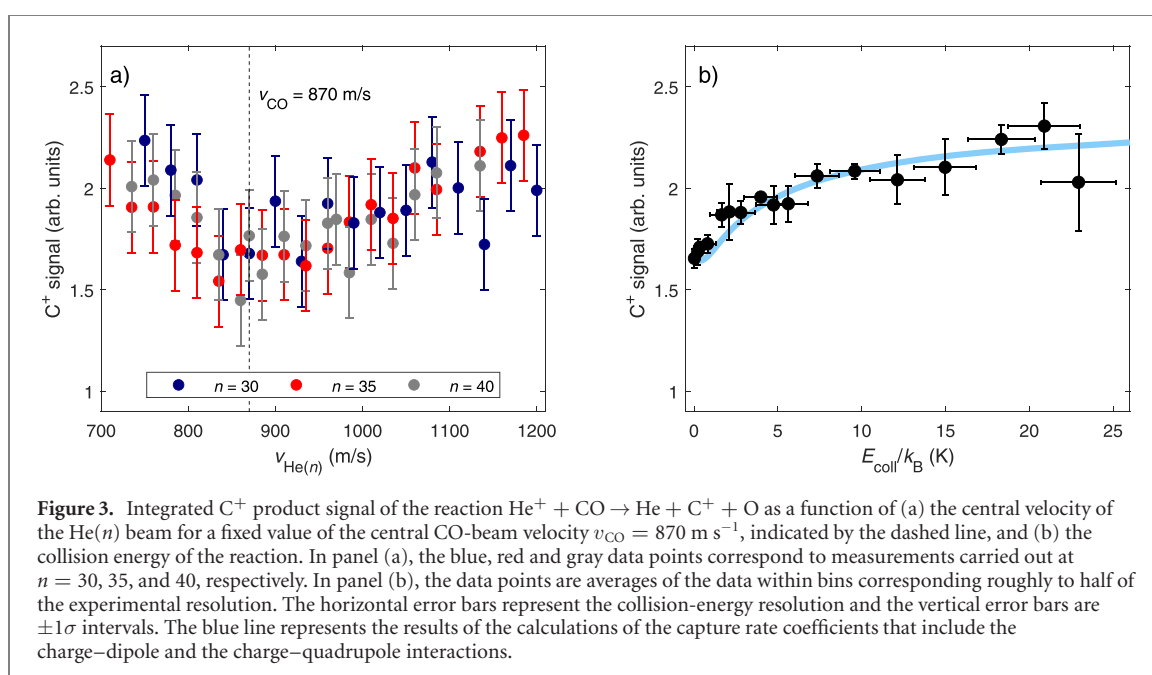 a)
v_CO = 870 m/s
2.5
2
1.5
1
C⁺ signal (arb. units)
n = 30 n = 35 n = 40
700 800 900 1000 1100 1200
v_He(n) (m/s)
b)
2.5
2
1.5
1
C⁺ signal (arb. units)
0 5 10 15 20 25
E_coll/k_B (K)
Figure 3. Integrated C⁺ product signal of the reaction He⁺ + CO → He + C⁺ + O as a function of (a) the central velocity of
the He(n) beam for a fixed value of the central CO-beam velocity v_CO = 870 m s⁻¹, indicated by the dashed line, and (b) the
collision energy of the reaction. In panel (a), the blue, red and gray data points correspond to measurements carried out at
n = 30, 35, and 40, respectively. In panel (b), the data points are averages of the data within bins corresponding roughly to half of
the experimental resolution. The horizontal error bars represent the collision-energy resolution and the vertical error bars are
±1σ intervals. The blue line represents the results of the calculations of the capture rate coefficients that include the
charge–dipole and the charge–quadrupole interactions.